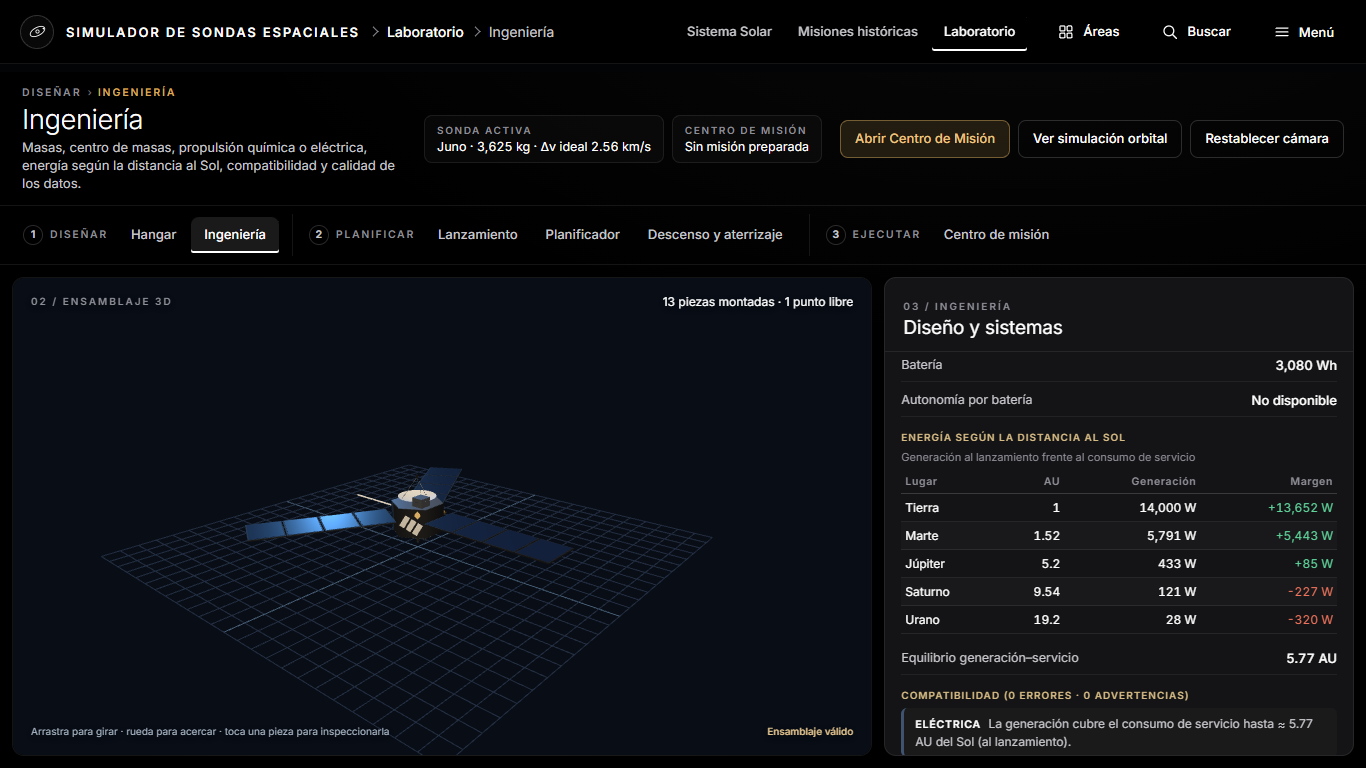 SIMULADOR DE SONDAS ESPACIALES > Laboratorio > Ingeniería
Sistema Solar Misiones históricas Laboratorio Áreas Buscar Menú
DISEÑAR › INGENIERÍA
Ingeniería
Masas, centro de masas, propulsión química o eléctrica,
energía según la distancia al Sol, compatibilidad y calidad de
los datos.
SONDA ACTIVA
Juno · 3,625 kg · Δv ideal 2.56 km/s
CENTRO DE MISIÓN
Sin misión preparada
Abrir Centro de Misión
Ver simulación orbital
Restablecer cámara
1 DISEÑAR Hangar Ingeniería
2 PLANIFICAR Lanzamiento Planificador Descenso y aterrizaje
3 EJECUTAR Centro de misión
02 / ENSAMBLAJE 3D
13 piezas montadas · 1 punto libre
Arrastra para girar · rueda para acercar · toca una pieza para inspeccionarla
Ensamblaje válido
03 / INGENIERÍA
Diseño y sistemas
Batería 3,080 Wh
Autonomía por batería No disponible
ENERGÍA SEGÚN LA DISTANCIA AL SOL
Generación al lanzamiento frente al consumo de servicio
Lugar AU Generación Margen
Tierra 1 14,000 W +13,652 W
Marte 1.52 5,791 W +5,443 W
Júpiter 5.2 433 W +85 W
Saturno 9.54 121 W -227 W
Urano 19.2 28 W -320 W
Equilibrio generación–servicio 5.77 AU
COMPATIBILIDAD (0 ERRORES · 0 ADVERTENCIAS)
ELÉCTRICA La generación cubre el consumo de servicio hasta ≈ 5.77
AU del Sol (al lanzamiento).